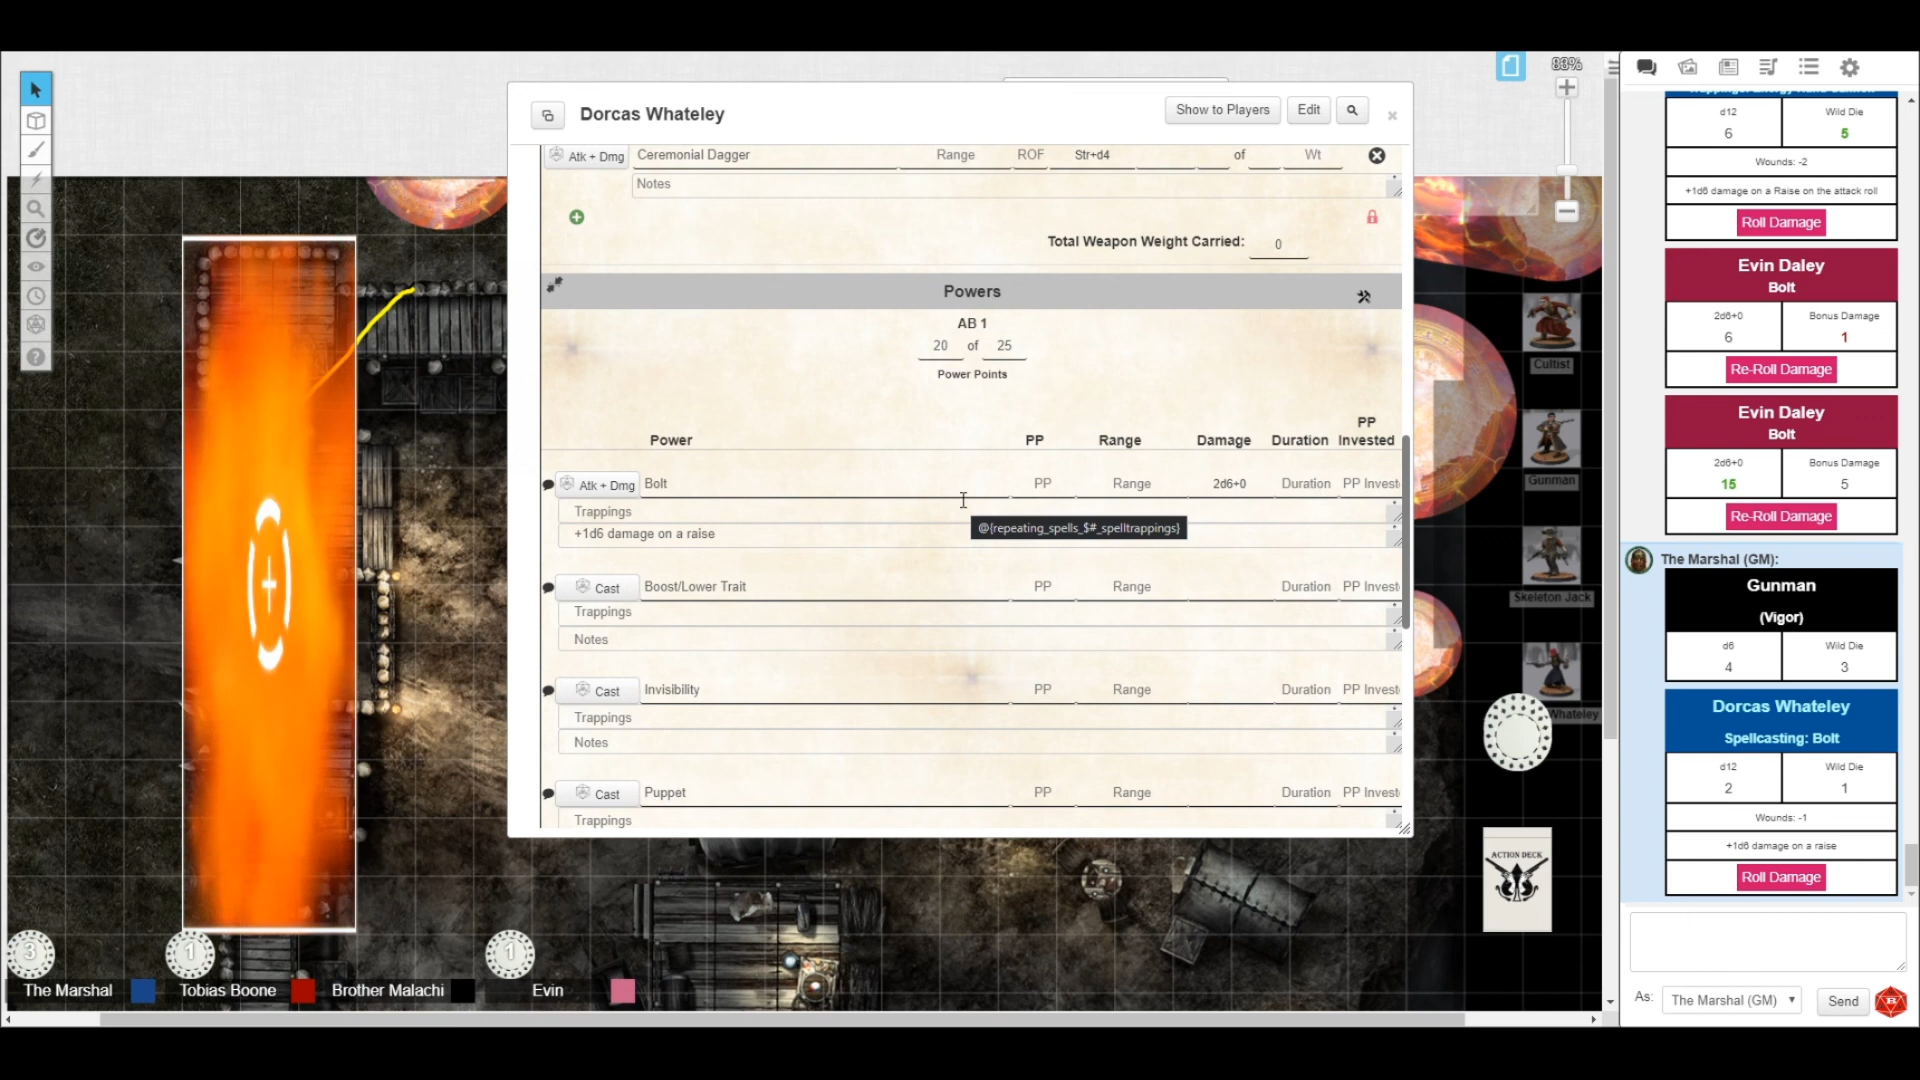 83%
Dorcas Whateley
Show to Players
Edit
Atk + Dmg Ceremonial Dagger Range ROF Str+d4 of Wt
Notes
Total Weapon Weight Carried: 0
Powers
AB 1
20 of 25
Power Points
Power PP Range Damage Duration PP Invested
Atk + Dmg Bolt PP Range 2d6+0 Duration PP Invest
Trappings
@{repeating_spells_$#_spelltrappings}
+1d6 damage on a raise
Cast Boost/Lower Trait PP Range Duration PP Invest
Trappings
Notes
Cast Invisibility PP Range Duration PP Invest
Trappings
Notes
Cast Puppet PP Range Duration PP Invest
Trappings
Cultist
Gunman
Skeleton Jack
Whateley
ACTION DECK
3
1
1
The Marshal
Tobias Boone
Brother Malachi
Evin
d12 Wild Die
6 5
Wounds: -2
+1d6 damage on a Raise on the attack roll
Roll Damage
Evin Daley
Bolt
2d6+0 Bonus Damage
6 1
Re-Roll Damage
Evin Daley
Bolt
2d6+0 Bonus Damage
15 5
Re-Roll Damage
The Marshal (GM):
Gunman
(Vigor)
d6 Wild Die
4 3
Dorcas Whateley
Spellcasting: Bolt
d12 Wild Die
2 1
Wounds: -1
+1d6 damage on a raise
Roll Damage
As: The Marshal (GM)
Send